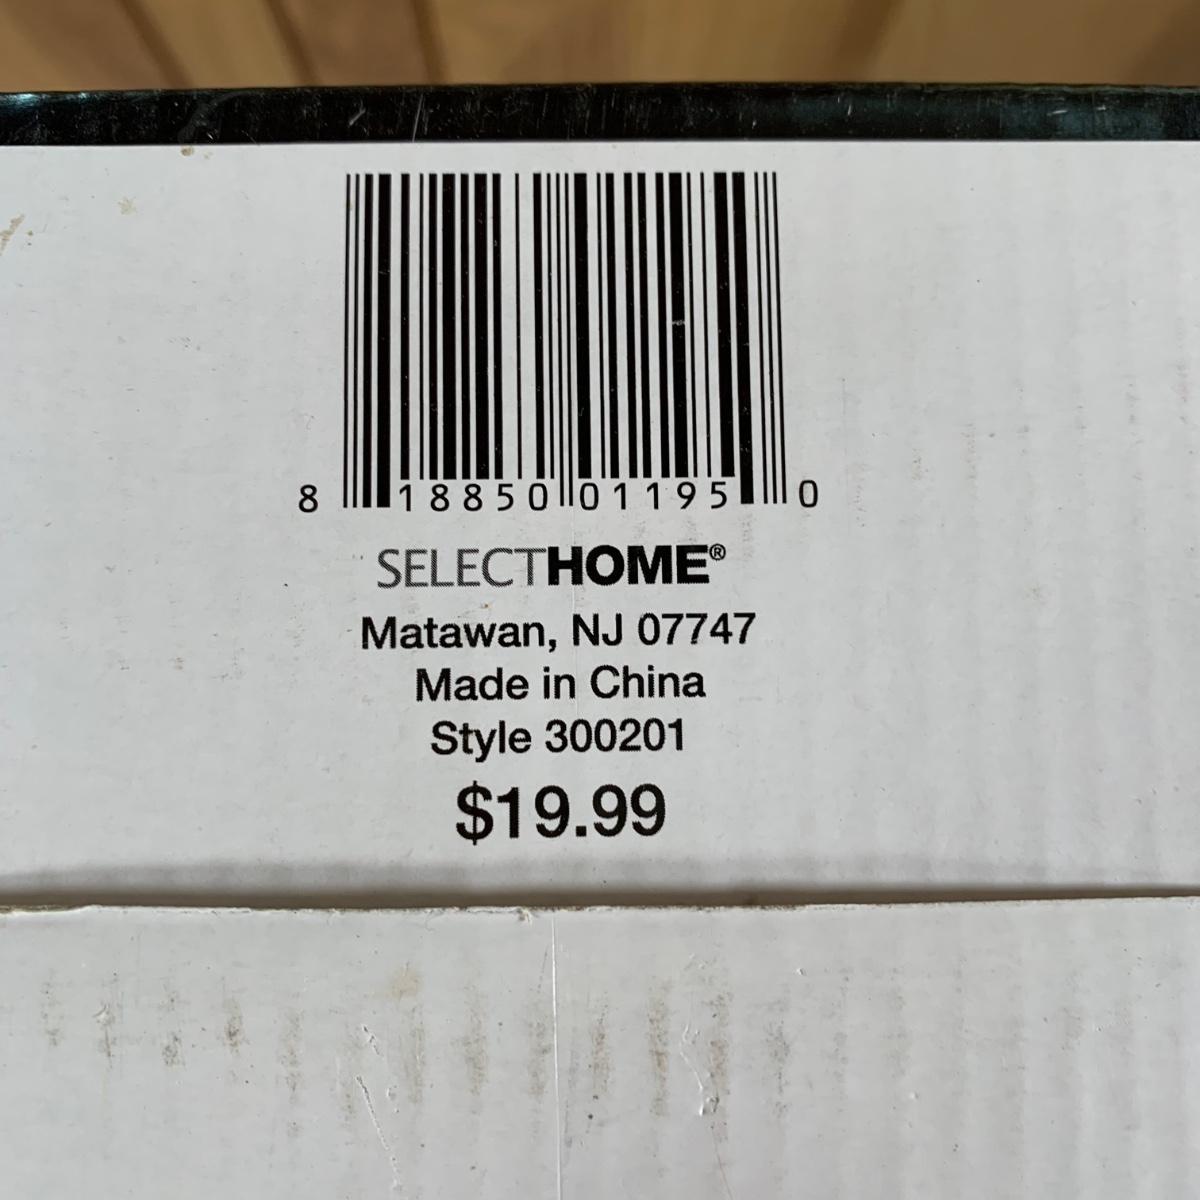 8 18850 01195 0
SELECTHOME®
Matawan, NJ 07747
Made in China
Style 300201
$19.99